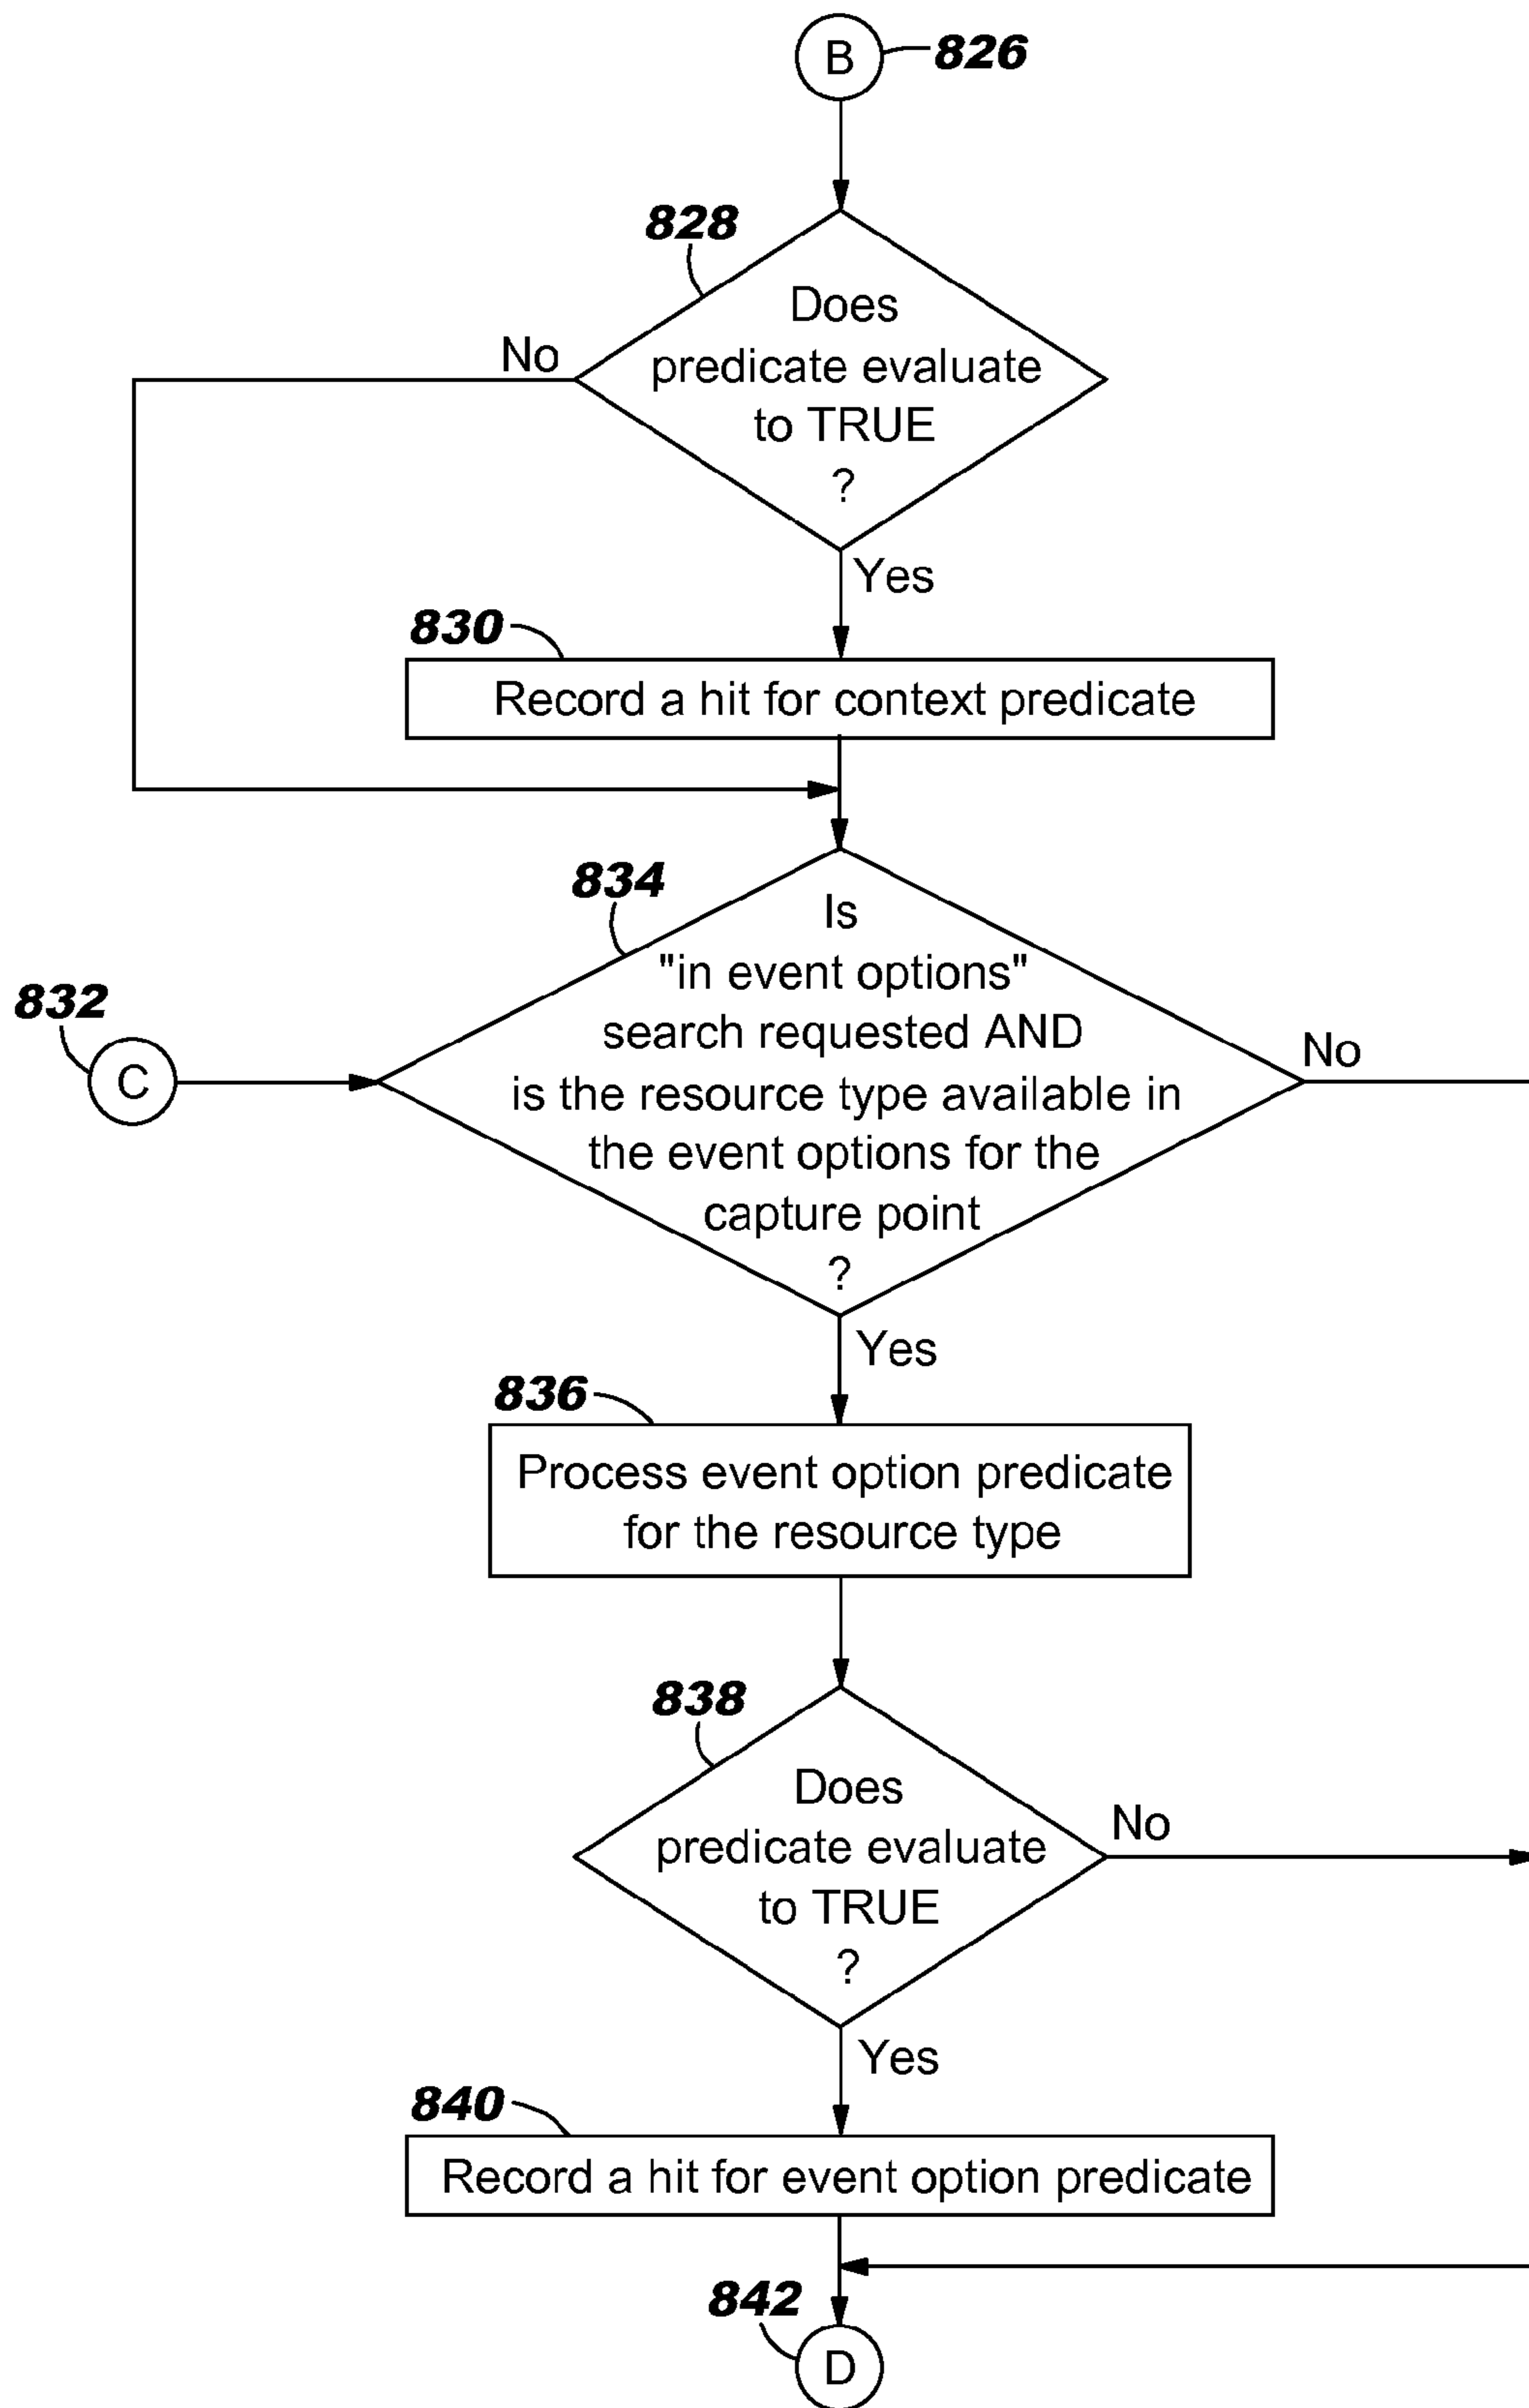 B
826
828
Does
predicate evaluate
to TRUE
?
No
Yes
830
Record a hit for context predicate
834
Is
"in event options"
search requested AND
is the resource type available in
the event options for the
capture point
?
832
C
No
Yes
836
Process event option predicate
for the resource type
838
Does
predicate evaluate
to TRUE
?
No
Yes
840
Record a hit for event option predicate
842
D